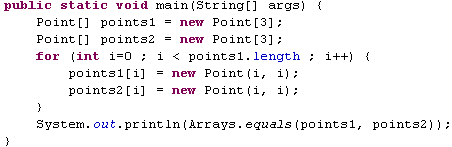 public static void main(String[] args) {
    Point[] points1 = new Point[3];
    Point[] points2 = new Point[3];
    for (int i=0 ; i < points1.length ; i++) {
        points1[i] = new Point(i, i);
        points2[i] = new Point(i, i);
    }
    System.out.println(Arrays.equals(points1, points2));
}